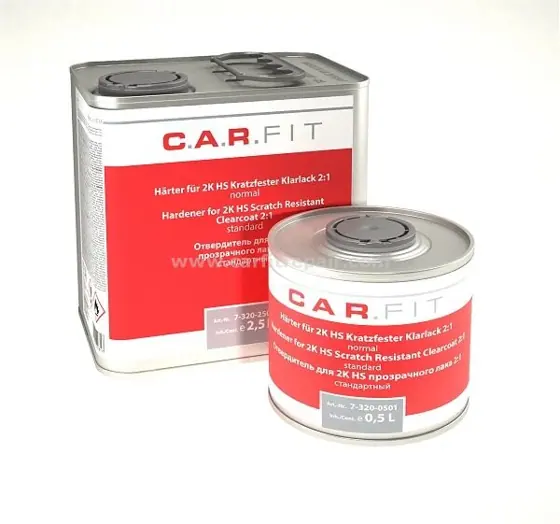 C.A.R.FIT
Härter für 2K HS Kratzfester Klarlack 2:1
normal
Hardener for 2K HS Scratch Resistant
Clearcoat 2:1
standard
Отвердитель для
прозрачного лака
стандартный
Art.-Nr. 7-320-250
Inh./Cont. e 2,5 L
C.A.R.FIT
Härter für 2K HS Kratzfester Klarlack 2:1
normal
Hardener for 2K HS Scratch Resistant Clearcoat 2:1
standard
Отвердитель для 2K HS прозрачного лака 2:1
стандартный
Art.-Nr. 7-320-0501
Inh./Cont. e 0,5 L